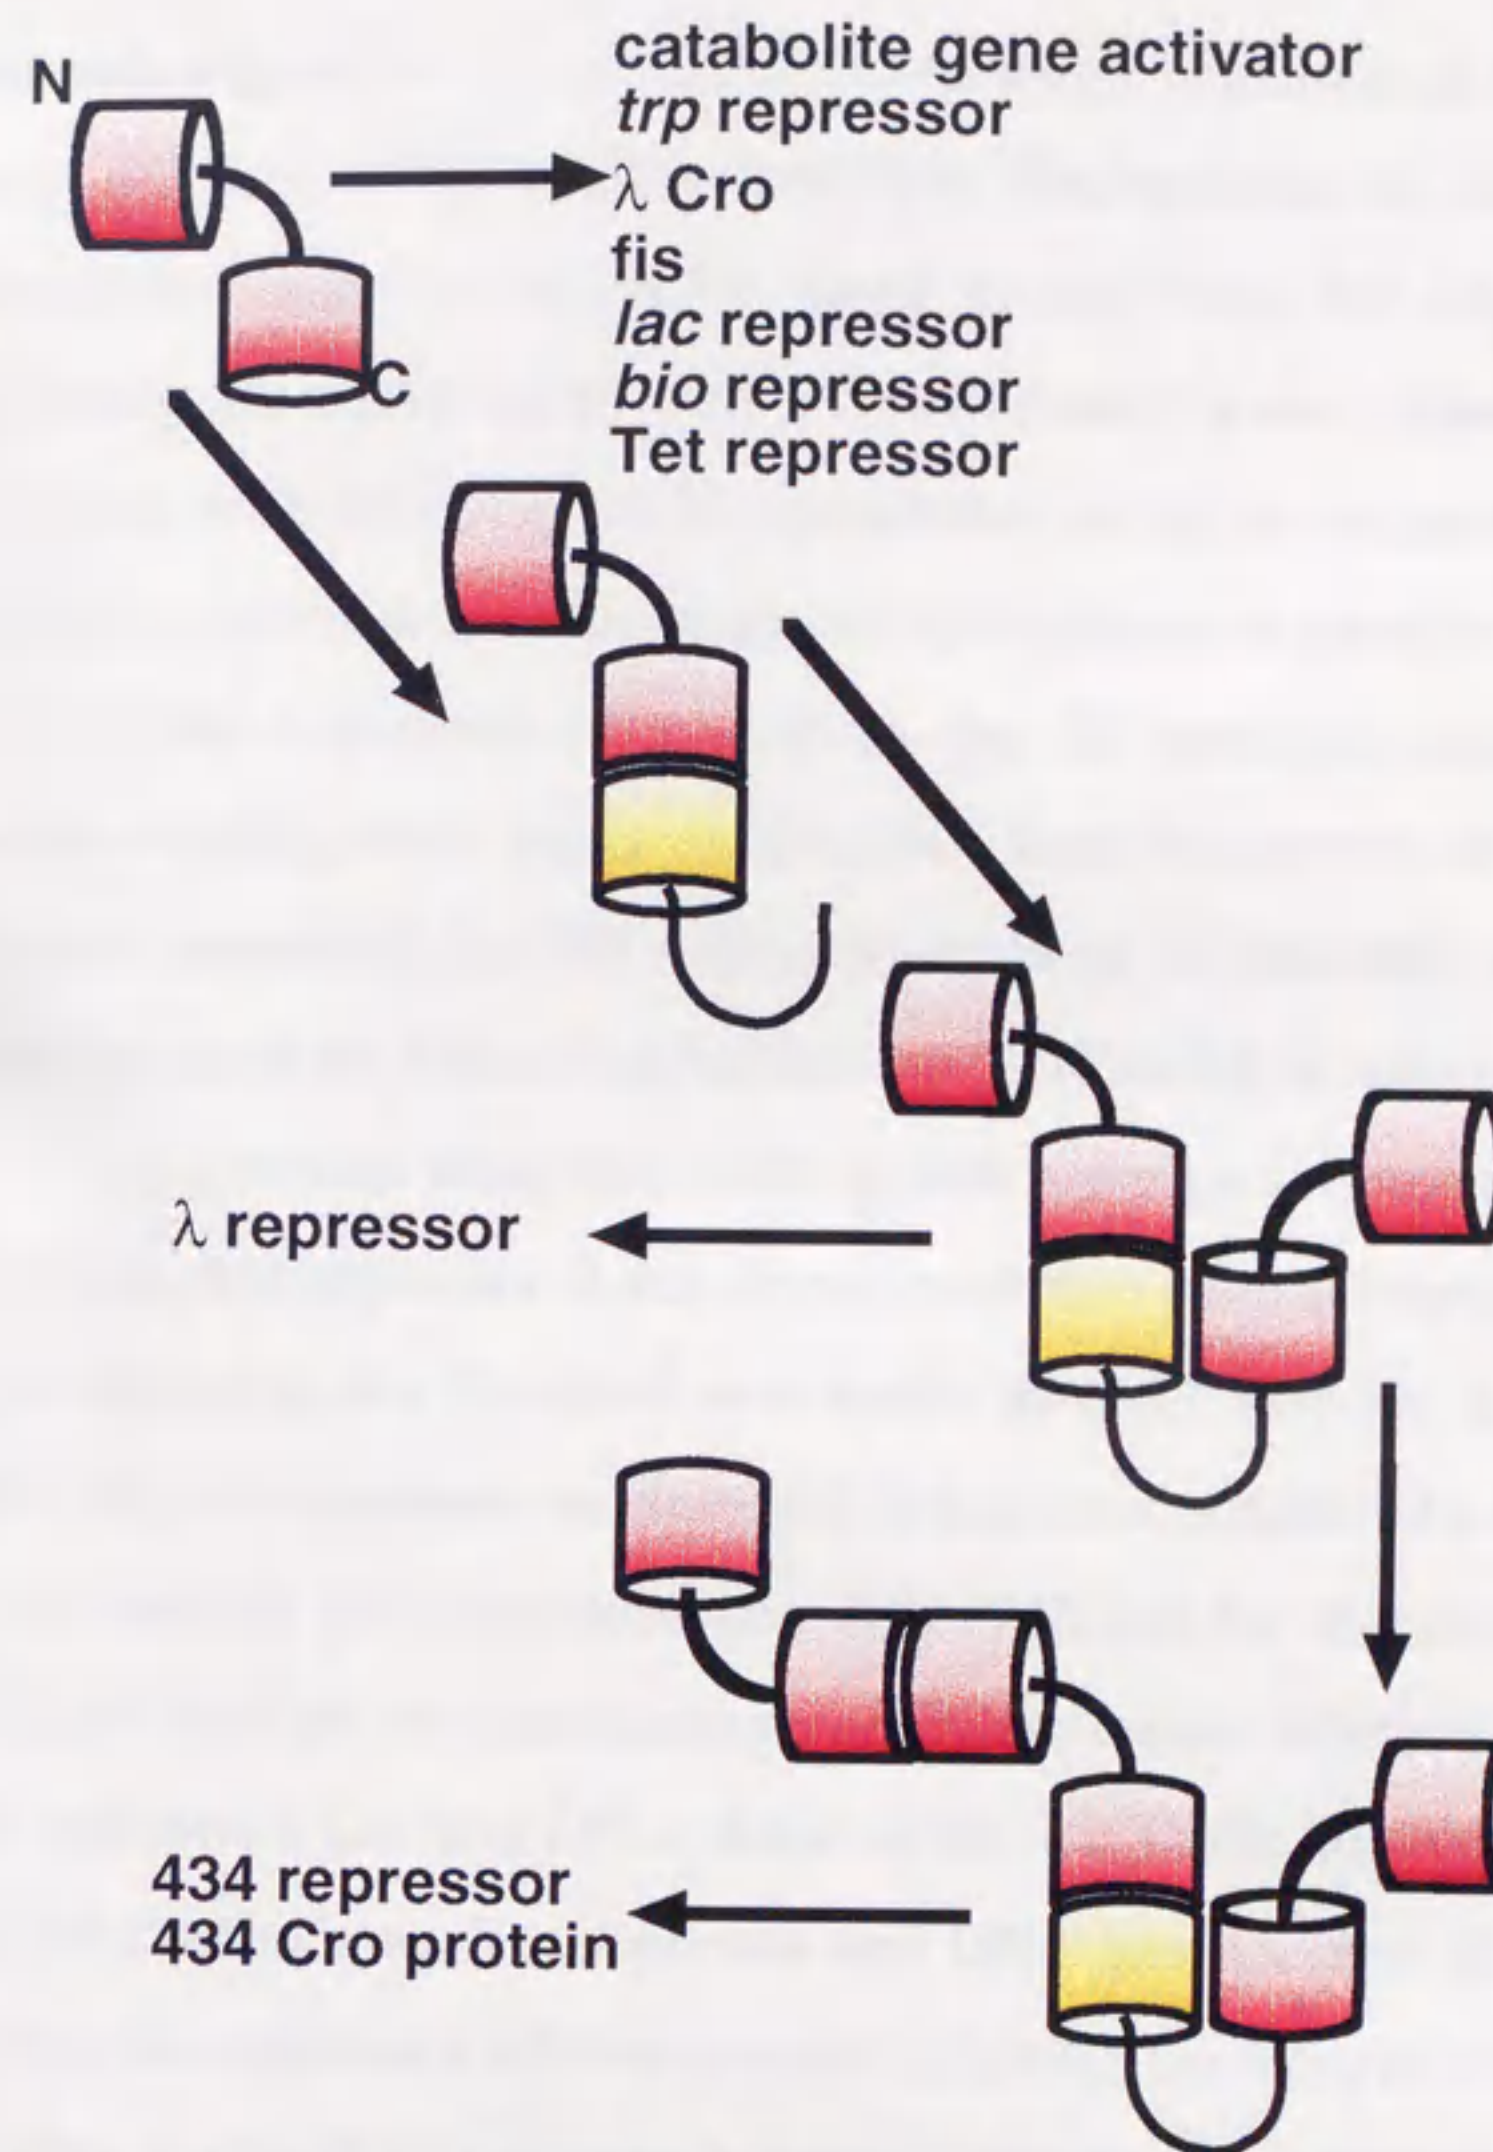 N
catabolite gene activator
trp repressor
λ Cro
fis
lac repressor
bio repressor
Tet repressor
C
λ repressor
434 repressor
434 Cro protein